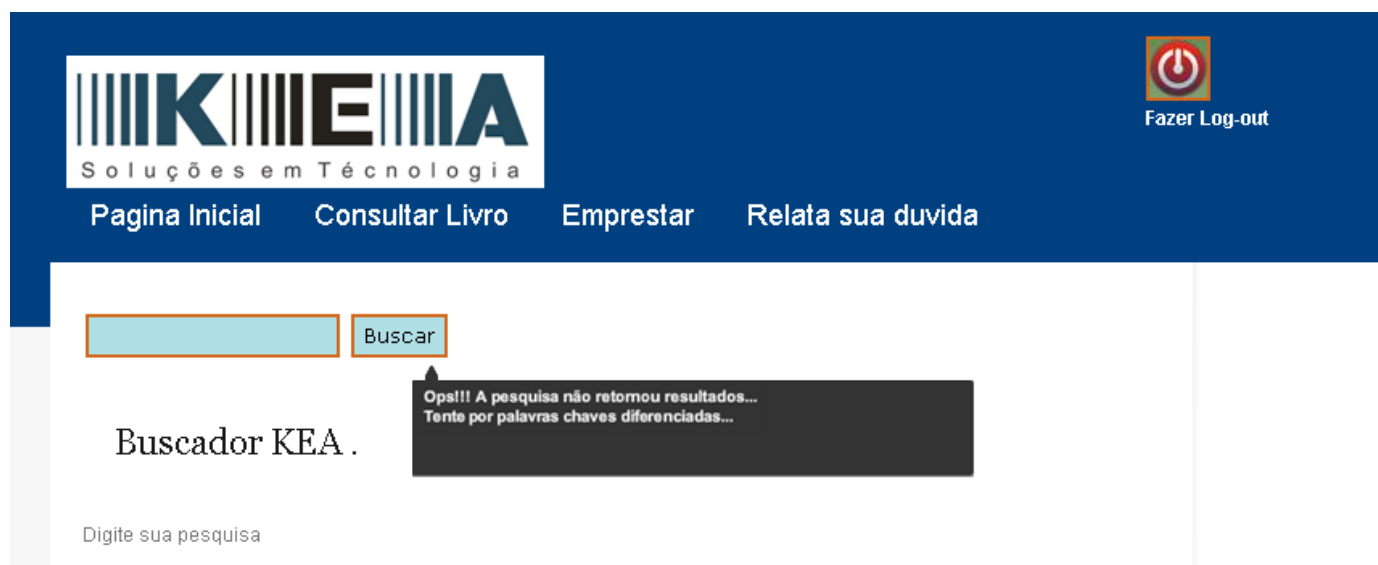 KEA
Soluções em Técnologia
Fazer Log-out
Pagina Inicial Consultar Livro Emprestar Relata sua duvida
Buscar
Ops!!! A pesquisa não retornou resultados...
Tente por palavras chaves diferenciadas...
Buscador KEA .
Digite sua pesquisa